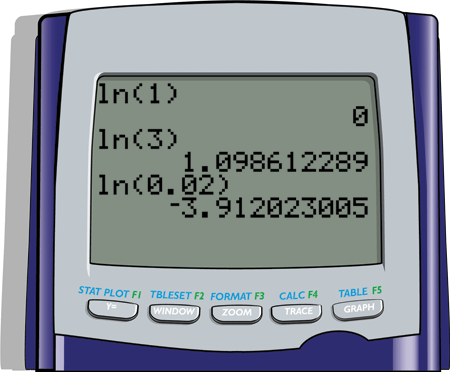 ln(1)
0
ln(3)
1.098612289
ln(0.02)
-3.912023005
STAT PLOT F1 TBLESET F2 FORMAT F3 CALC F4 TABLE F5
Y= WINDOW ZOOM TRACE GRAPH